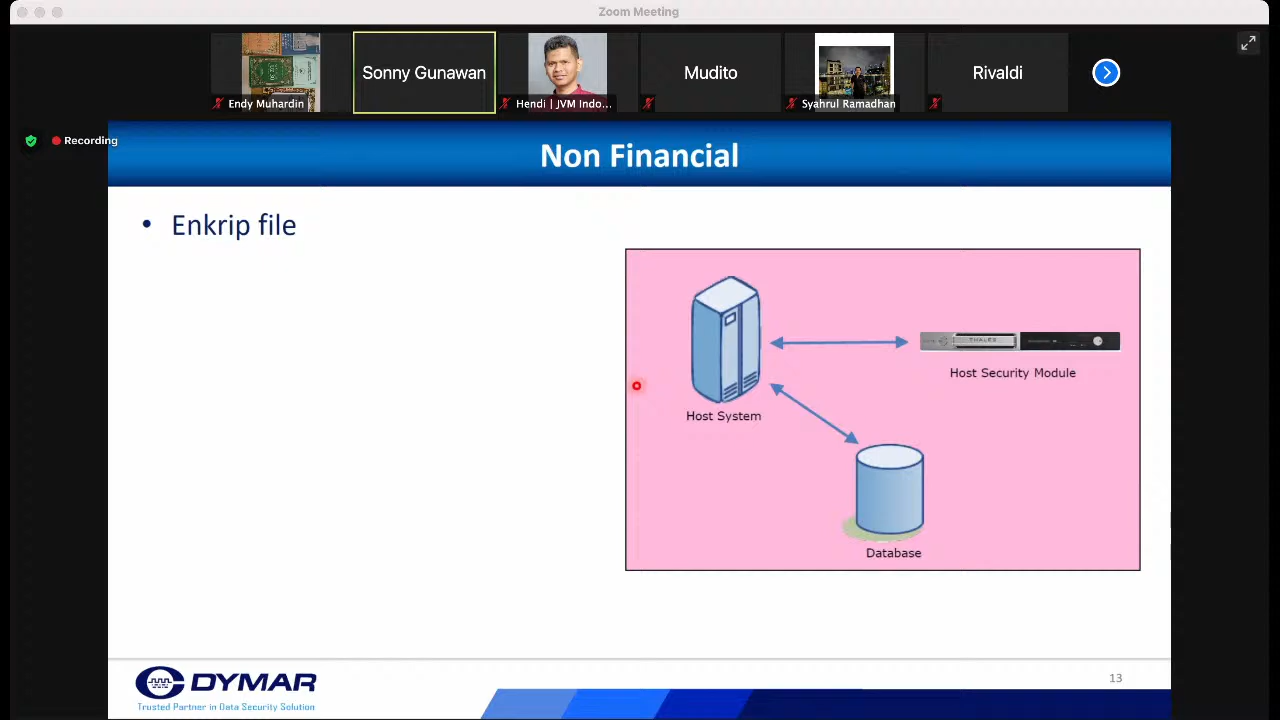 Zoom Meeting
Endy Muhardin
Sonny Gunawan
Hendi | JVM Indo...
Mudito
Syahrul Ramadhan
Rivaldi
Recording
Non Financial
• Enkrip file
THALES
Host Security Module
Host System
Database
DYMAR
Trusted Partner in Data Security Solution
13